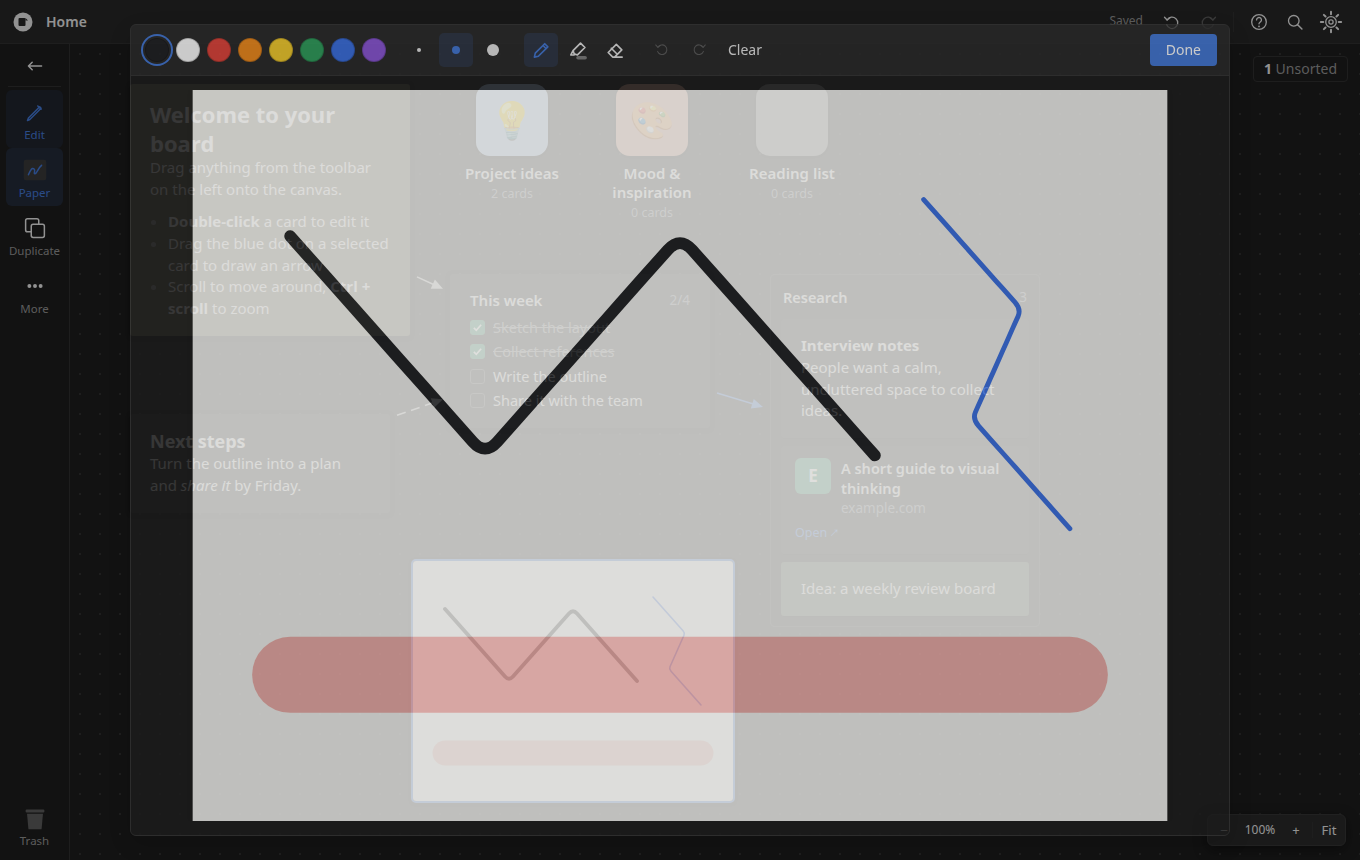 Home
Saved
Clear
Done
1 Unsorted
Edit
Paper
Duplicate
More
Trash
Welcome to your
board
Drag anything from the toolbar
on the left onto the canvas.
Double-click a card to edit it
Drag the blue dot on a selected
card to draw an arrow
Scroll to move around, Ctrl +
scroll to zoom
Project ideas
2 cards
Mood &
inspiration
0 cards
Reading list
0 cards
This week
2/4
Sketch the layout
Collect references
Write the outline
Share it with the team
Research
3
Interview notes
People want a calm,
uncluttered space to collect
ideas.
E
A short guide to visual
thinking
example.com
Open ↗
Idea: a weekly review board
Next steps
Turn the outline into a plan
and share it by Friday.
− 100% + Fit